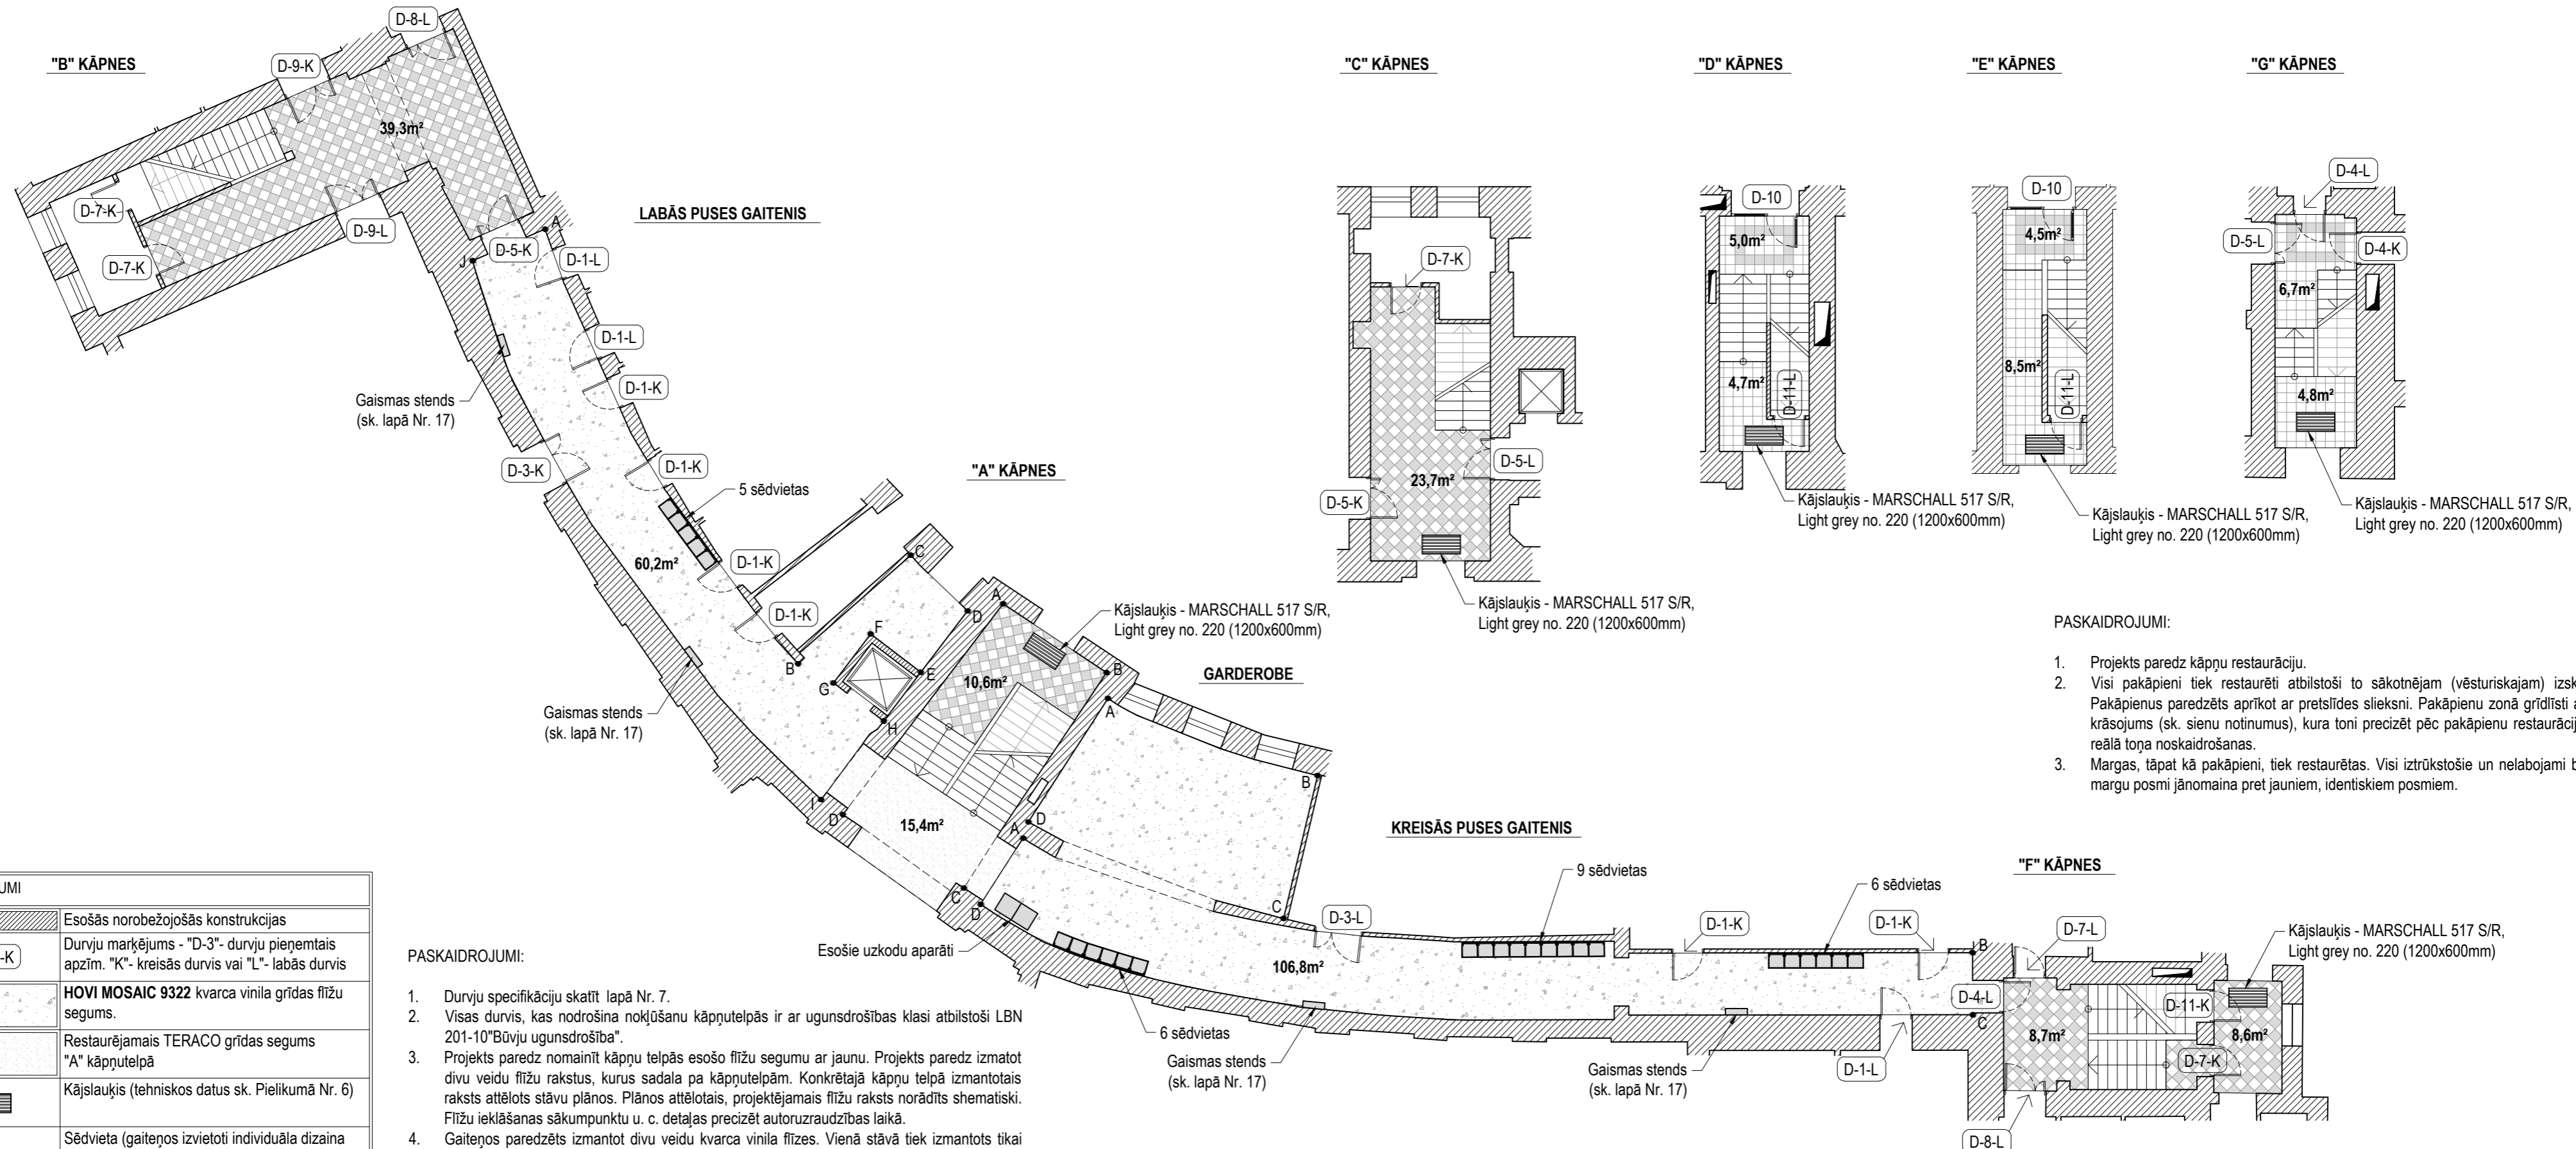 "B" KĀPNES
D-8-L
D-9-K
39,3m²
D-7-K
D-7-K
D-9-L
D-5-K
A
J
D-1-L
LABĀS PUSES GAITENIS
D-1-L
D-1-K
Gaismas stends
(sk. lapā Nr. 17)
D-3-K
D-1-K
5 sēdvietas
60,2m²
D-1-K
D-1-K
B
Gaismas stends
(sk. lapā Nr. 17)
"A" KĀPNES
C
D
A
F
E
G
H
I
D
B
10,6m²
Kājslauķis - MARSCHALL 517 S/R,
Light grey no. 220 (1200x600mm)
15,4m²
A
C
GARDEROBE
A
B
D
C
D
Esošie uzkodu aparāti
KREISĀS PUSES GAITENIS
9 sēdvietas
6 sēdvietas
D-3-L
106,8m²
D-1-K
D-1-K
B
6 sēdvietas
Gaismas stends
(sk. lapā Nr. 17)
Gaismas stends
(sk. lapā Nr. 17)
D-1-L
D-4-L
C
"F" KĀPNES
D-7-L
Kājslauķis - MARSCHALL 517 S/R,
Light grey no. 220 (1200x600mm)
D-11-K
8,7m²
8,6m²
D-7-K
D-8-L
"C" KĀPNES
D-7-K
D-5-L
23,7m²
D-5-K
Kājslauķis - MARSCHALL 517 S/R,
Light grey no. 220 (1200x600mm)
"D" KĀPNES
D-10
5,0m²
4,7m²
D-11-L
Kājslauķis - MARSCHALL 517 S/R,
Light grey no. 220 (1200x600mm)
"E" KĀPNES
D-10
4,5m²
8,5m²
D-11-L
Kājslauķis - MARSCHALL 517 S/R,
Light grey no. 220 (1200x600mm)
"G" KĀPNES
D-4-L
D-5-L
D-4-K
6,7m²
4,8m²
Kājslauķis - MARSCHALL 517 S/R,
Light grey no. 220 (1200x600mm)
PASKAIDROJUMI:
1. Projekts paredz kāpņu restaurāciju.
2. Visi pakāpieni tiek restaurēti atbilstoši to sākotnējam (vēsturiskajam) izsk
Pakāpienus paredzēts aprīkot ar pretslīdes slieksni. Pakāpienu zonā grīdlīsti a
krāsojums (sk. sienu notinumus), kura toni precizēt pēc pakāpienu restaurācij
reālā toņa noskaidrošanas.
3. Margas, tāpat kā pakāpieni, tiek restaurētas. Visi iztrūkstošie un nelabojami b
margu posmi jānomaina pret jauniem, identiskiem posmiem.
UMI
Esošās norobežojošās konstrukcijas
-K
Durvju marķējums - "D-3"- durvju pieņemtais
apzīm. "K"- kreisās durvis vai "L"- labās durvis
HOVI MOSAIC 9322 kvarca vinila grīdas flīžu
segums.
Restaurējamais TERACO grīdas segums
"A" kāpņutelpā
Kājslauķis (tehniskos datus sk. Pielikumā Nr. 6)
Sēdvieta (gaiteņos izvietoti individuāla dizaina
PASKAIDROJUMI:
1. Durvju specifikāciju skatīt lapā Nr. 7.
2. Visas durvis, kas nodrošina nokļūšanu kāpņutelpās ir ar ugunsdrošības klasi atbilstoši LBN
201-10"Būvju ugunsdrošība".
3. Projekts paredz nomainīt kāpņu telpās esošo flīžu segumu ar jaunu. Projekts paredz izmatot
divu veidu flīžu rakstus, kurus sadala pa kāpņutelpām. Konkrētajā kāpņu telpā izmantotais
raksts attēlots stāvu plānos. Plānos attēlotais, projektējamais flīžu raksts norādīts shematiski.
Flīžu ieklāšanas sākumpunktu u. c. detaļas precizēt autoruzraudzības laikā.
4. Gaiteņos paredzēts izmantot divu veidu kvarca vinila flīzes. Vienā stāvā tiek izmantots tikai